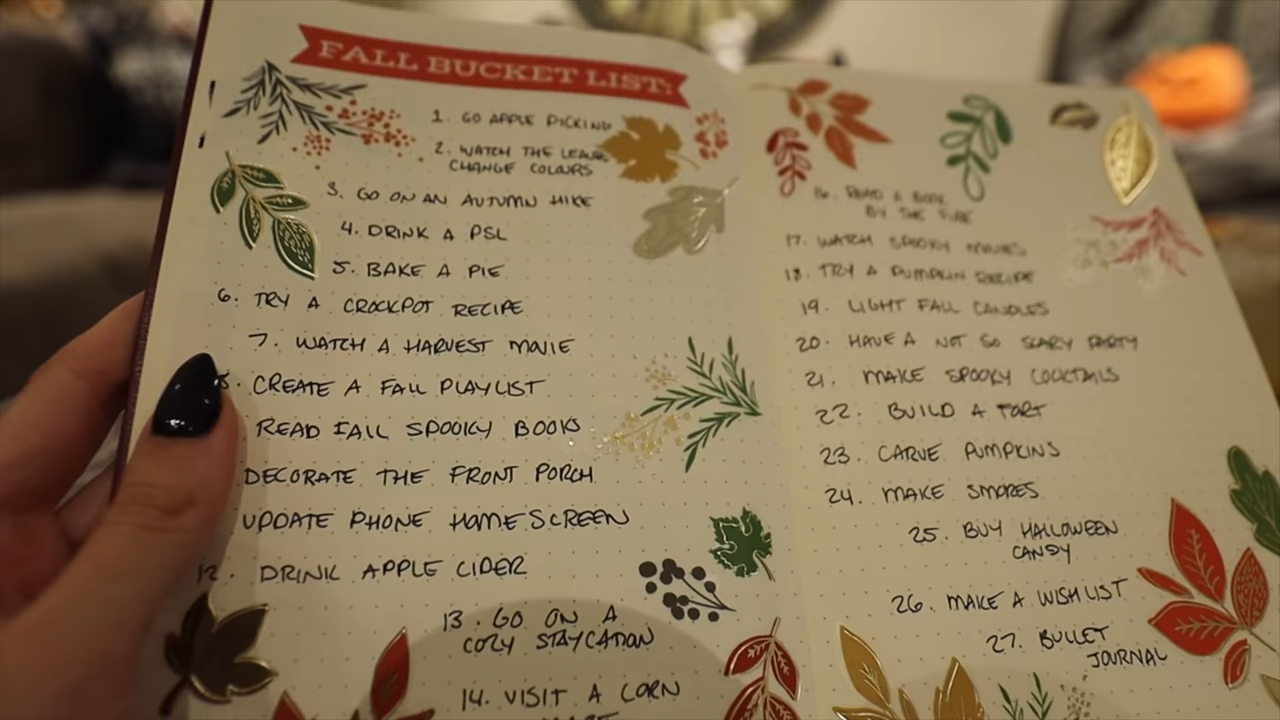 FALL BUCKET LIST:
1. GO APPLE PICKING
2. WATCH THE LEAVES
CHANGE COLOURS
3. GO ON AN AUTUMN HIKE
4. DRINK A PSL
5. BAKE A PIE
6. TRY A CROCKPOT RECIPE
7. WATCH A HARVEST MOVIE
8. CREATE A FALL PLAYLIST
READ FALL SPOOKY BOOKS
DECORATE THE FRONT PORCH
UPDATE PHONE HOMESCREEN
12. DRINK APPLE CIDER
13. GO ON A
COZY STAYCATION
14. VISIT A CORN
16. READ A BOOK
BY THE FIRE
17. WATCH SPOOKY MOVIES
18. TRY A PUMPKIN RECIPE
19. LIGHT FALL CANDLES
20. HAVE A NOT SO SCARY PARTY
21. MAKE SPOOKY COCKTAILS
22. BUILD A FORT
23. CARVE PUMPKINS
24. MAKE SMORES
25. BUY HALLOWEEN
CANDY
26. MAKE A WISHLIST
27. BULLET
JOURNAL